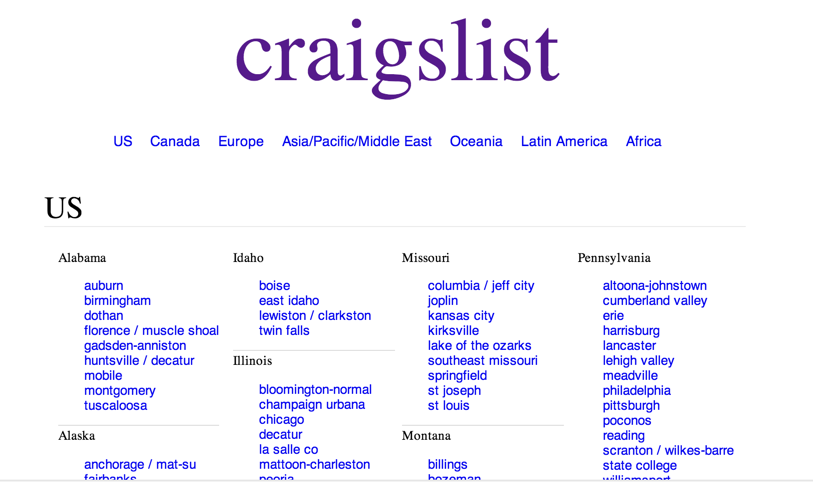 craigslist
US Canada Europe Asia/Pacific/Middle East Oceania Latin America Africa
US
Alabama
auburn
birmingham
dothan
florence / muscle shoal
gadsden-anniston
huntsville / decatur
mobile
montgomery
tuscaloosa
Alaska
anchorage / mat-su
fairbanks
Idaho
boise
east idaho
lewiston / clarkston
twin falls
Illinois
bloomington-normal
champaign urbana
chicago
decatur
la salle co
mattoon-charleston
peoria
Missouri
columbia / jeff city
joplin
kansas city
kirksville
lake of the ozarks
southeast missouri
springfield
st joseph
st louis
Montana
billings
bozeman
Pennsylvania
altoona-johnstown
cumberland valley
erie
harrisburg
lancaster
lehigh valley
meadville
philadelphia
pittsburgh
poconos
reading
scranton / wilkes-barre
state college
williamsport